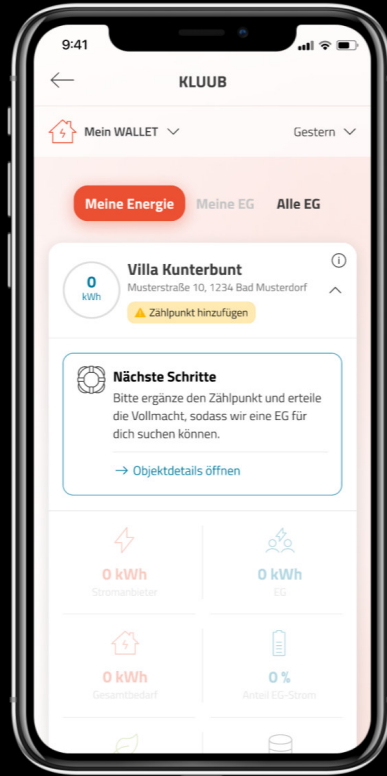 9:41
KLUUB
Mein WALLET
Gestern
Meine Energie
Meine EG
Alle EG
0
kWh
Villa Kunterbunt
Musterstraße 10, 1234 Bad Musterdorf
Zählpunkt hinzufügen
Nächste Schritte
Bitte ergänze den Zählpunkt und erteile
die Vollmacht, sodass wir eine EG für
dich suchen können.
→ Objektdetails öffnen
0 kWh
Stromanbieter
0 kWh
EG
0 kWh
Gesamtbedarf
0 %
Anteil EG-Strom